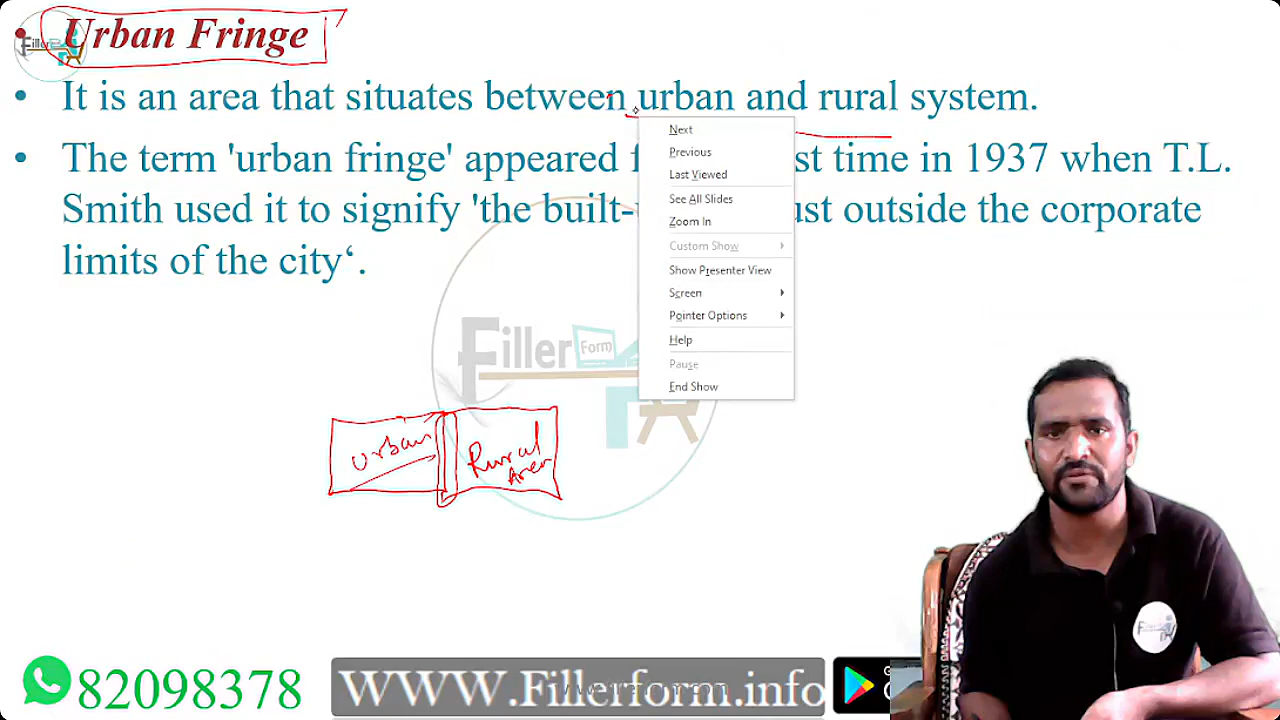 • Urban Fringe
• It is an area that situates between urban and rural system.
• The term 'urban fringe' appeared f st time in 1937 when T.L.
Smith used it to signify 'the built- ust outside the corporate
limits of the city‘.
Next
Previous
Last Viewed
See All Slides
Zoom In
Custom Show
Show Presenter View
Screen
Pointer Options
Help
Pause
End Show
Filler Form
Urban
Rural
Area
Filler
82098378
WWW.Fillerform.info